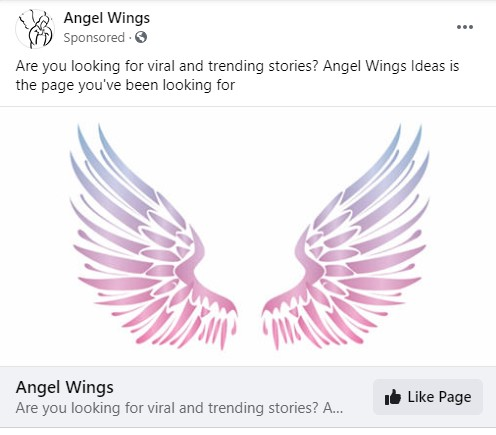 Angel Wings
Sponsored ·
Are you looking for viral and trending stories? Angel Wings Ideas is
the page you've been looking for
Angel Wings
Are you looking for viral and trending stories? A...
Like Page